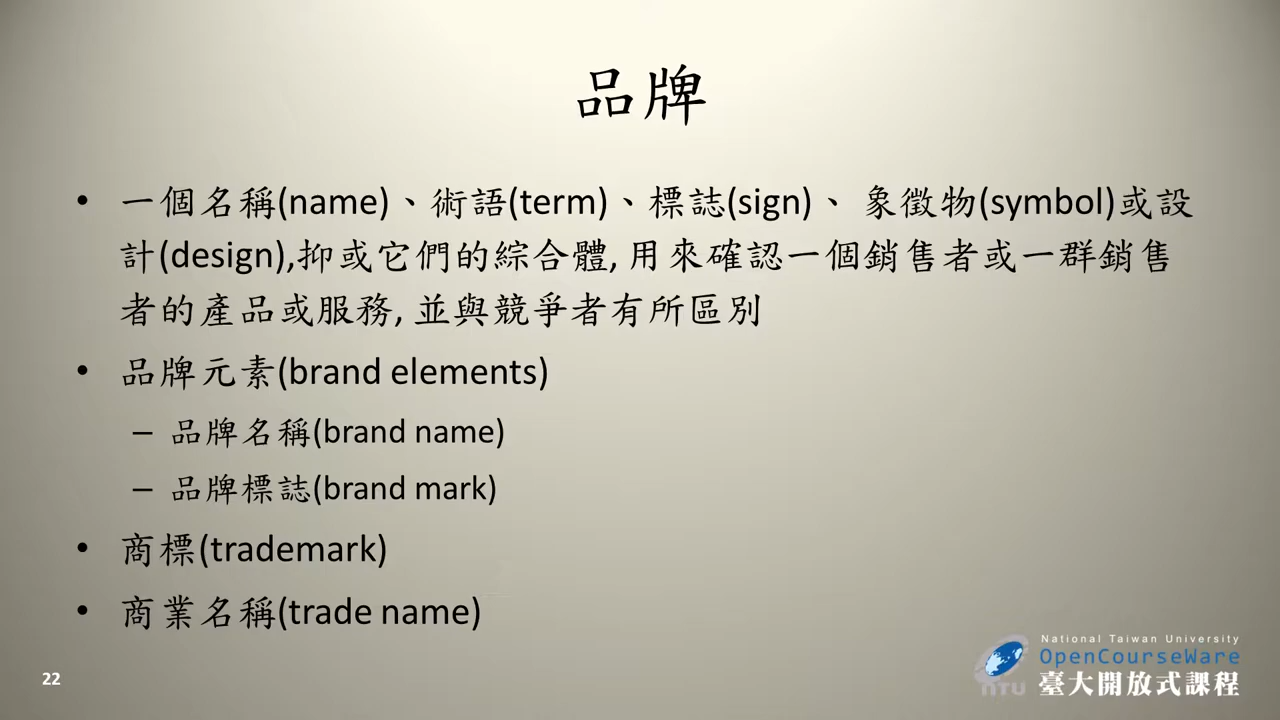 品牌
• 一個名稱(name)、術語(term)、標誌(sign)、 象徵物(symbol)或設
計(design),抑或它們的綜合體, 用來確認一個銷售者或一群銷售
者的產品或服務, 並與競爭者有所區別
• 品牌元素(brand elements)
– 品牌名稱(brand name)
– 品牌標誌(brand mark)
• 商標(trademark)
• 商業名稱(trade name)
22
National Taiwan University
OpenCourseWare
NTU 臺大開放式課程